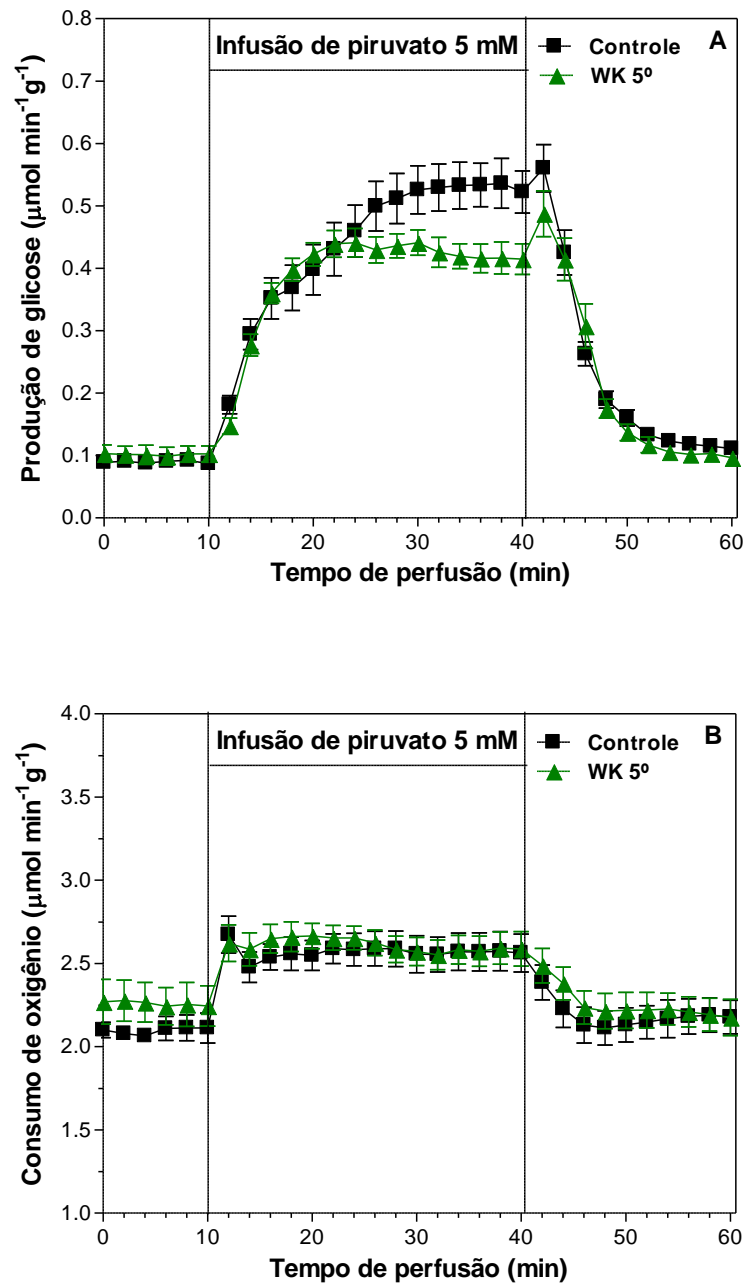 Infusão de piruvato 5 mM
Controle
WK 5º
A
Produção de glicose (μmol min⁻¹g⁻¹)
0.8
0.7
0.6
0.5
0.4
0.3
0.2
0.1
0.0
0 10 20 30 40 50 60
Tempo de perfusão (min)
Infusão de piruvato 5 mM
Controle
WK 5º
B
Consumo de oxigênio (μmol min⁻¹g⁻¹)
4.0
3.5
3.0
2.5
2.0
1.5
1.0
0 10 20 30 40 50 60
Tempo de perfusão (min)